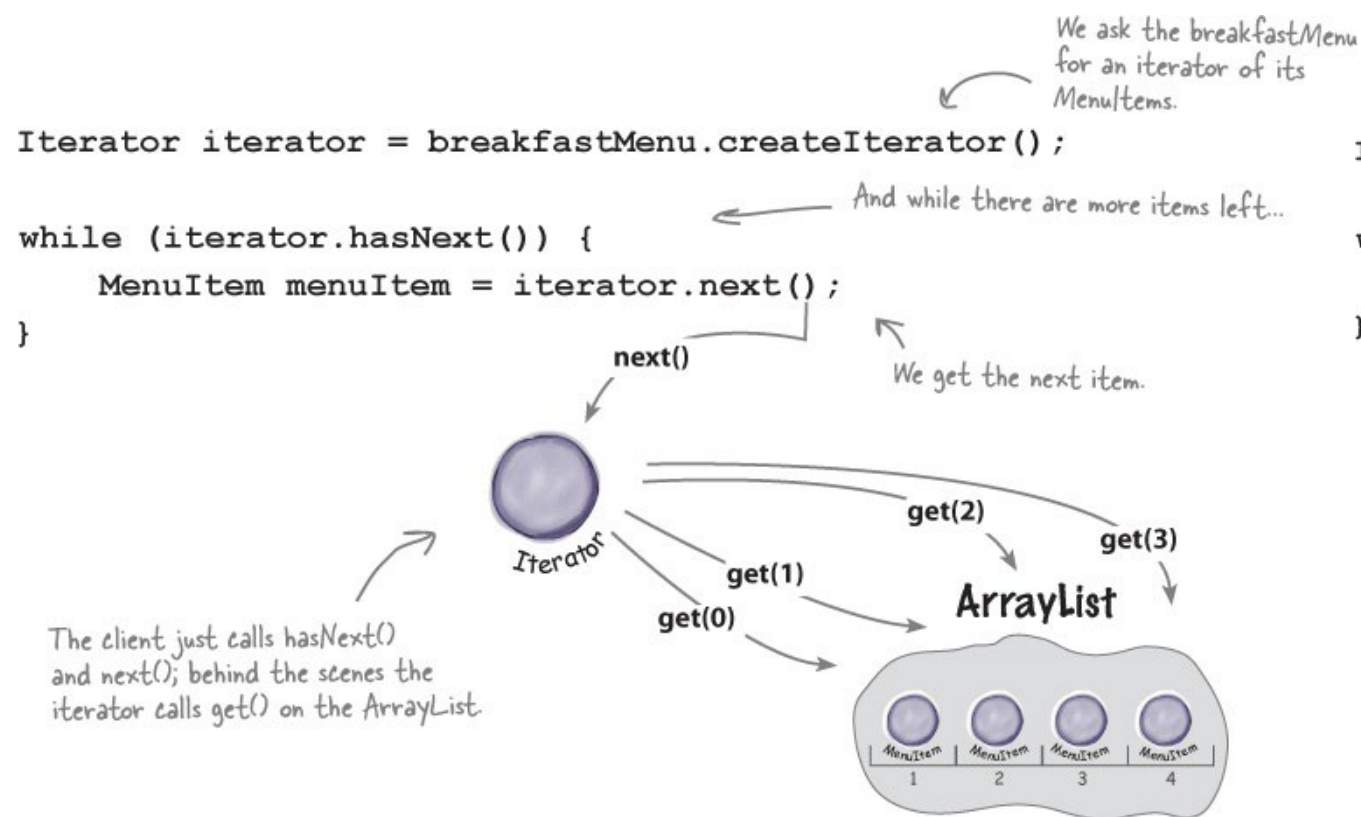 We ask the breakfastMenu
for an iterator of its
MenuItems.
Iterator iterator = breakfastMenu.createIterator();
And while there are more items left...
while (iterator.hasNext()) {
MenuItem menuItem = iterator.next();
}
}
next()
We get the next item.
Iterator
get(2)
get(3)
get(1)
get(0)
ArrayList
The client just calls hasNext()
and next(); behind the scenes the
iterator calls get() on the ArrayList.
MenuItem MenuItem MenuItem MenuItem
1 2 3 4